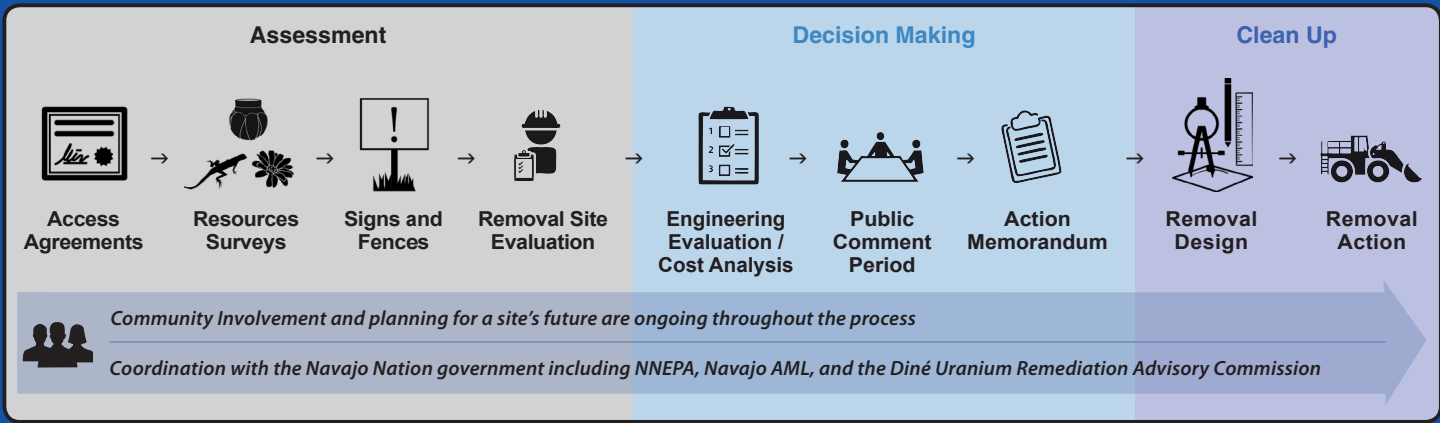 Assessment
Decision Making
Clean Up
Access
Agreements
Resources
Surveys
Signs and
Fences
Removal Site
Evaluation
1
2
3
Engineering
Evaluation /
Cost Analysis
Public
Comment
Period
Action
Memorandum
Removal
Design
Removal
Action
Community Involvement and planning for a site's future are ongoing throughout the process
Coordination with the Navajo Nation government including NNEPA, Navajo AML, and the Diné Uranium Remediation Advisory Commission